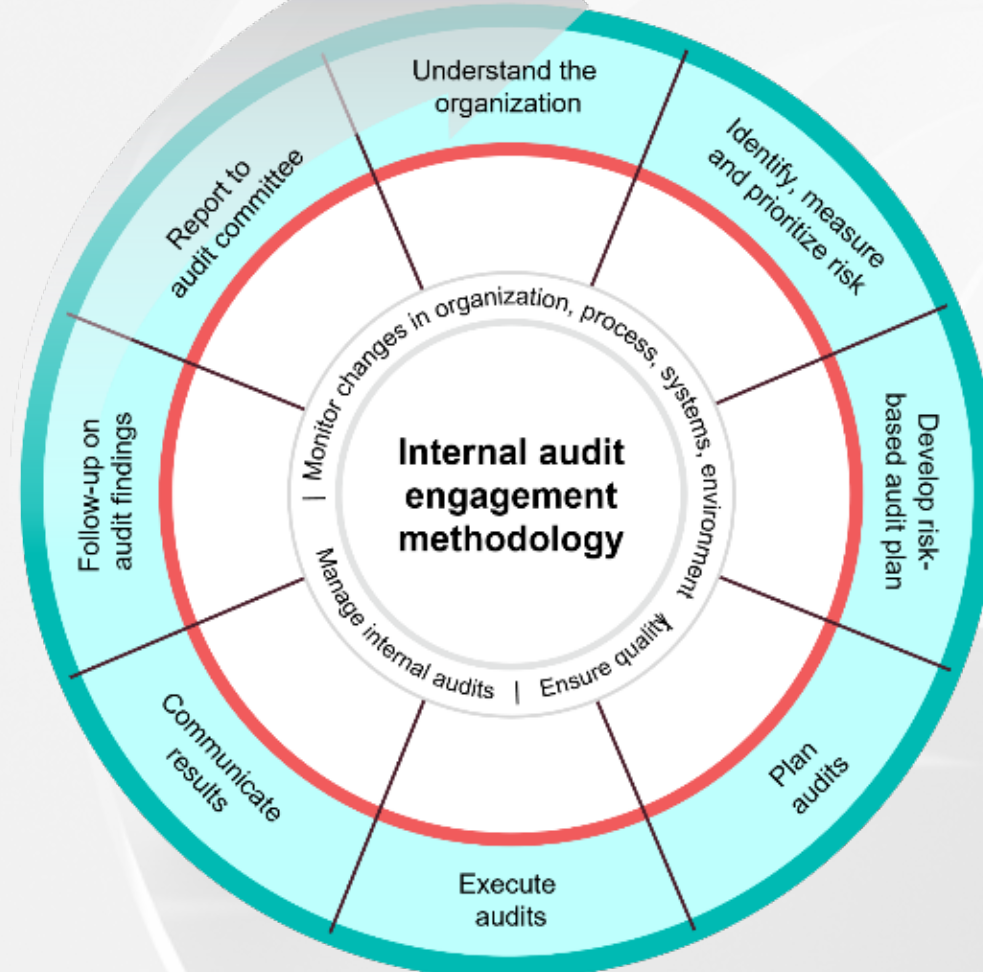 Understand the
organization
Identify, measure
and prioritize risk
Develop risk-
based audit plan
Plan
audits
Execute
audits
Communicate
results
Follow-up on
audit findings
Report to
audit committee
| Monitor changes in organization, process, systems, environment
Manage internal audits | Ensure quality
Internal audit
engagement
methodology